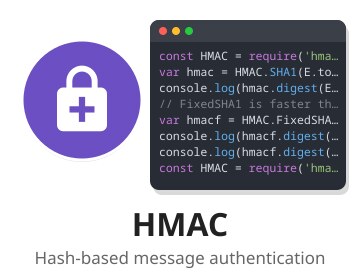 const HMAC = require('hma…
var hmac = HMAC.SHA1(E.to…
console.log(hmac.digest(E…
// FixedSHA1 is faster th…
var hmacf = HMAC.FixedSHA…
console.log(hmacf.digest(…
console.log(hmacf.digest(…
const HMAC = require('hma…
HMAC
Hash-based message authentication